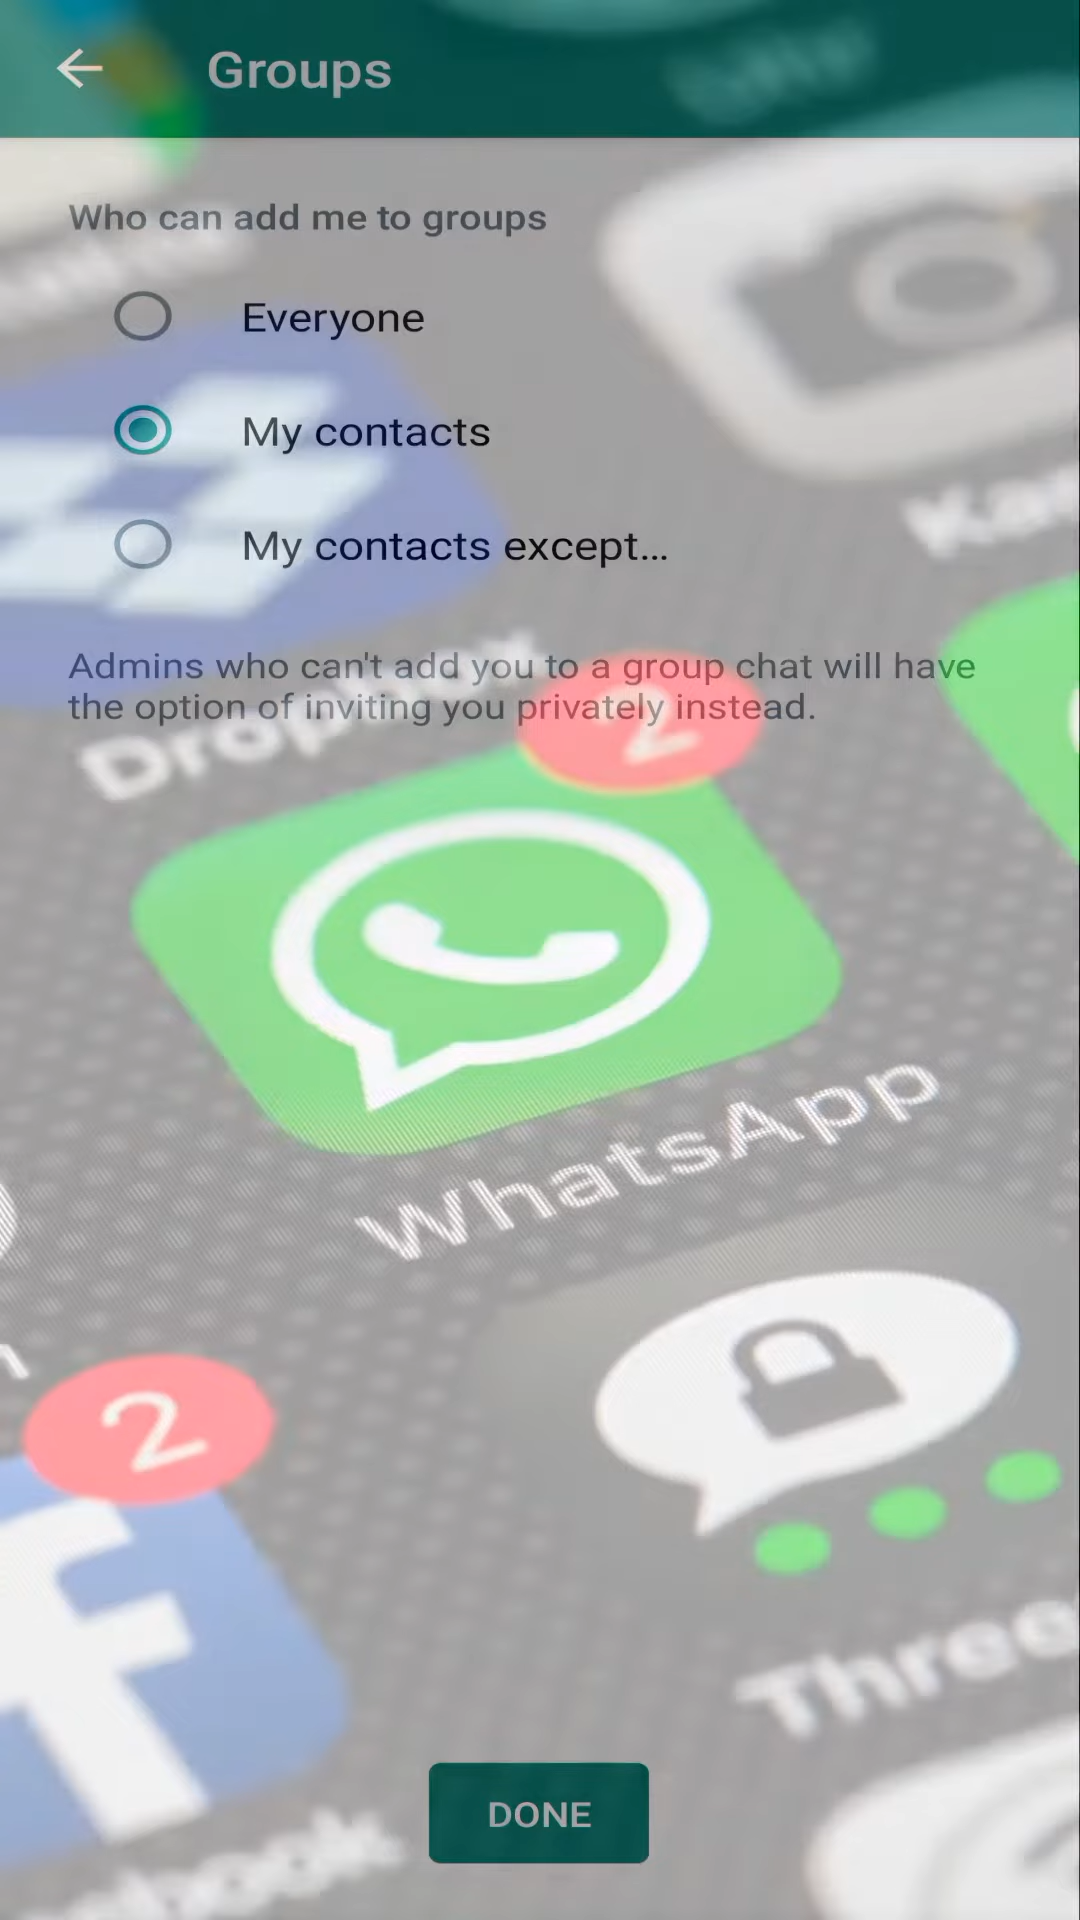 Groups
Who can add me to groups
Everyone
My contacts
My contacts except...
Admins who can't add you to a group chat will have
the option of inviting you privately instead.
Dropbox
2
WhatsApp
2
DONE